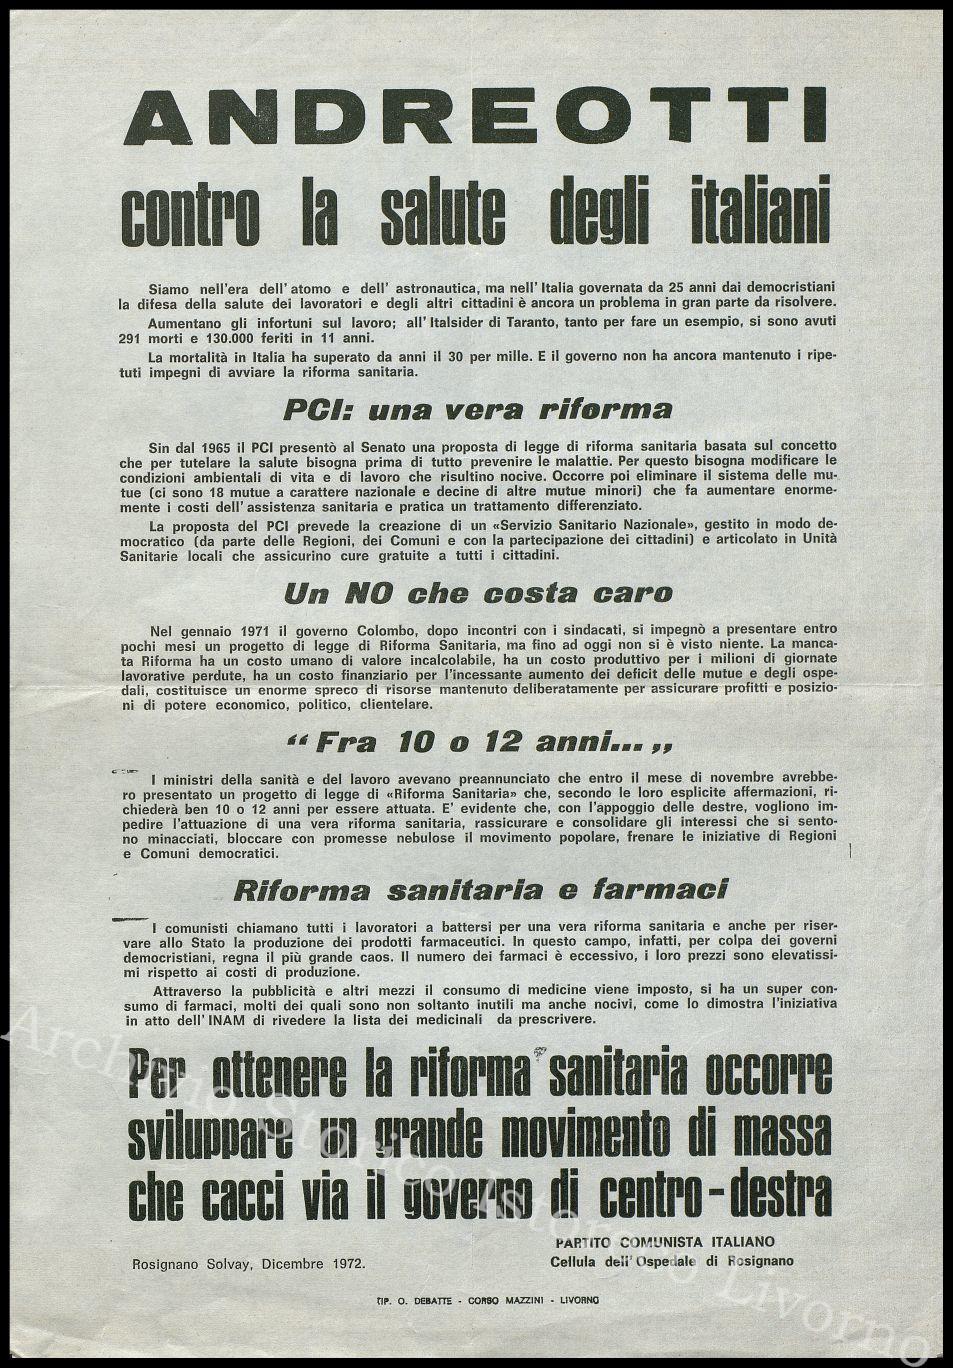 ANDREOTTI
contro la salute degli italiani
Siamo nell'era dell'atomo e dell' astronautica, ma nell'Italia governata da 25 anni dai democristiani
la difesa della salute dei lavoratori e degli altri cittadini è ancora un problema in gran parte da risolvere.
Aumentano gli infortuni sul lavoro; all'Italsider di Taranto, tanto per fare un esempio, si sono avuti
291 morti e 130.000 feriti in 11 anni.
La mortalità in Italia ha superato da anni il 30 per mille. E il governo non ha ancora mantenuto i ripe-
tuti impegni di avviare la riforma sanitaria.
PCI: una vera riforma
Sin dal 1965 il PCI presentò al Senato una proposta di legge di riforma sanitaria basata sul concetto
che per tutelare la salute bisogna prima di tutto prevenire le malattie. Per questo bisogna modificare le
condizioni ambientali di vita e di lavoro che risultino nocive. Occorre poi eliminare il sistema delle mu-
tue (ci sono 18 mutue a carattere nazionale e decine di altre mutue minori) che fa aumentare enorme-
mente i costi dell'assistenza sanitaria e pratica un trattamento differenziato.
La proposta del PCI prevede la creazione di un «Servizio Sanitario Nazionale», gestito in modo de-
mocratico (da parte delle Regioni, dei Comuni e con la partecipazione dei cittadini) e articolato in Unità
Sanitarie locali che assicurino cure gratuite a tutti i cittadini.
Un NO che costa caro
Nel gennaio 1971 il governo Colombo, dopo incontri con i sindacati, si impegnò a presentare entro
pochi mesi un progetto di legge di Riforma Sanitaria, ma fino ad oggi non si è visto niente. La manca-
ta Riforma ha un costo umano di valore incalcolabile, ha un costo produttivo per i milioni di giornate
lavorative perdute, ha un costo finanziario per l'incessante aumento dei deficit delle mutue e degli ospe-
dali, costituisce un enorme spreco di risorse mantenuto deliberatamente per assicurare profitti e posizio-
ni di potere economico, politico, clientelare.
“Fra 10 o 12 anni...„
I ministri della sanità e del lavoro avevano preannunciato che entro il mese di novembre avrebbe-
ro presentato un progetto di legge di «Riforma Sanitaria» che, secondo le loro esplicite affermazioni, ri-
chiederà ben 10 o 12 anni per essere attuata. E' evidente che, con l'appoggio delle destre, vogliono im-
pedire l'attuazione di una vera riforma sanitaria, rassicurare e consolidare gli interessi che si sento-
no minacciati, bloccare con promesse nebulose il movimento popolare, frenare le iniziative di Regioni
e Comuni democratici.
Riforma sanitaria e farmaci
I comunisti chiamano tutti i lavoratori a battersi per una vera riforma sanitaria e anche per riser-
vare allo Stato la produzione dei prodotti farmaceutici. In questo campo, infatti, per colpa dei governi
democristiani, regna il più grande caos. Il numero dei farmaci è eccessivo, i loro prezzi sono elevatissi-
mi rispetto ai costi di produzione.
Attraverso la pubblicità e altri mezzi il consumo di medicine viene imposto, si ha un super con-
sumo di farmaci, molti dei quali sono non soltanto inutili ma anche nocivi, come lo dimostra l'iniziativa
in atto dell'INAM di rivedere la lista dei medicinali da prescrivere.
Per ottenere la riforma sanitaria occorre
sviluppare un grande movimento di massa
che cacci via il governo di centro-destra
PARTITO COMUNISTA ITALIANO
Cellula dell'Ospedale di Rosignano
Rosignano Solvay, Dicembre 1972.
TIP. O. DEBATTE - CORSO MAZZINI - LIVORNO
Archivio Storico Istoreco Livorno